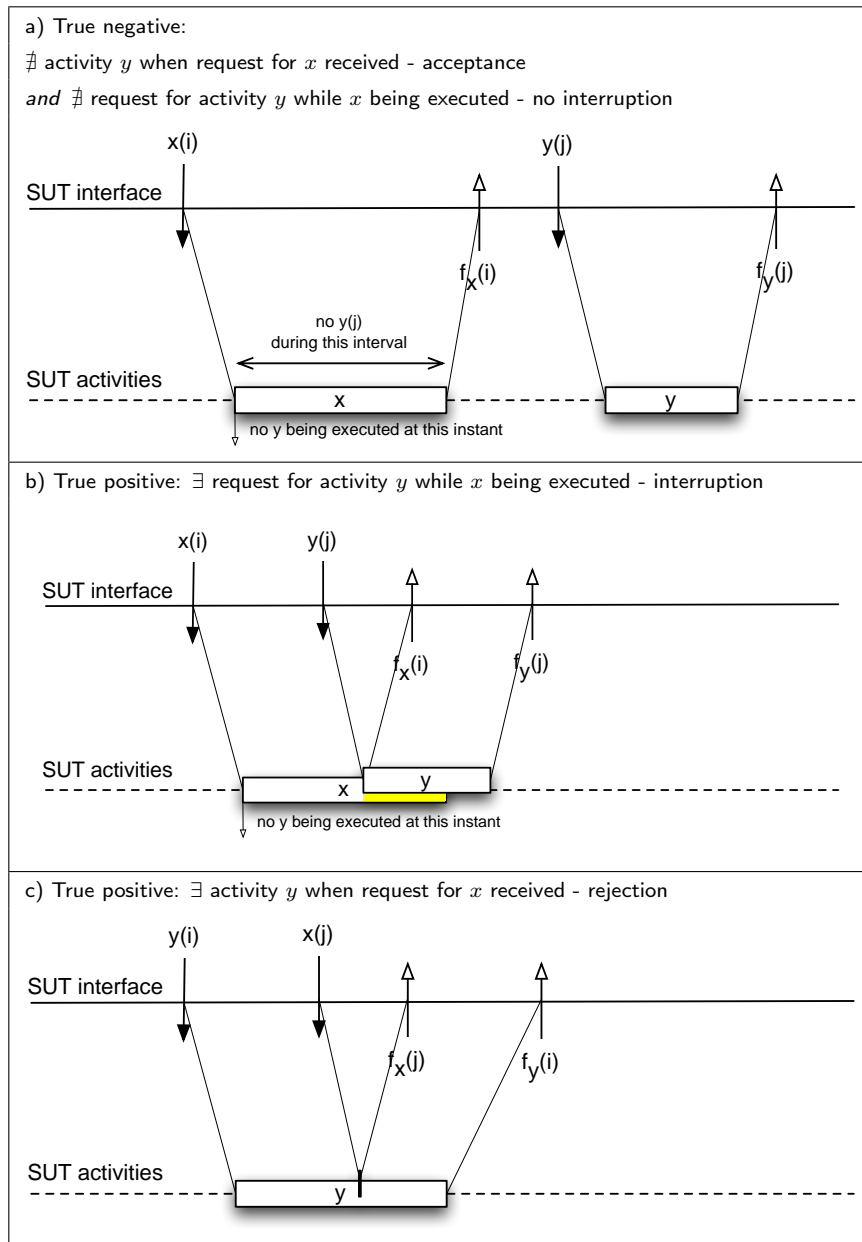 a) True negative:
∄ activity y when request for x received - acceptance
and ∄ request for activity y while x being executed - no interruption
x(i)
y(j)
SUT interface
f_x(i)
f_y(j)
no y(j)
during this interval
SUT activities
x
y
no y being executed at this instant
b) True positive: ∃ request for activity y while x being executed - interruption
x(i)
y(j)
SUT interface
f_x(i)
f_y(j)
SUT activities
x
y
no y being executed at this instant
c) True positive: ∃ activity y when request for x received - rejection
y(i)
x(j)
SUT interface
f_x(j)
f_y(i)
SUT activities
y